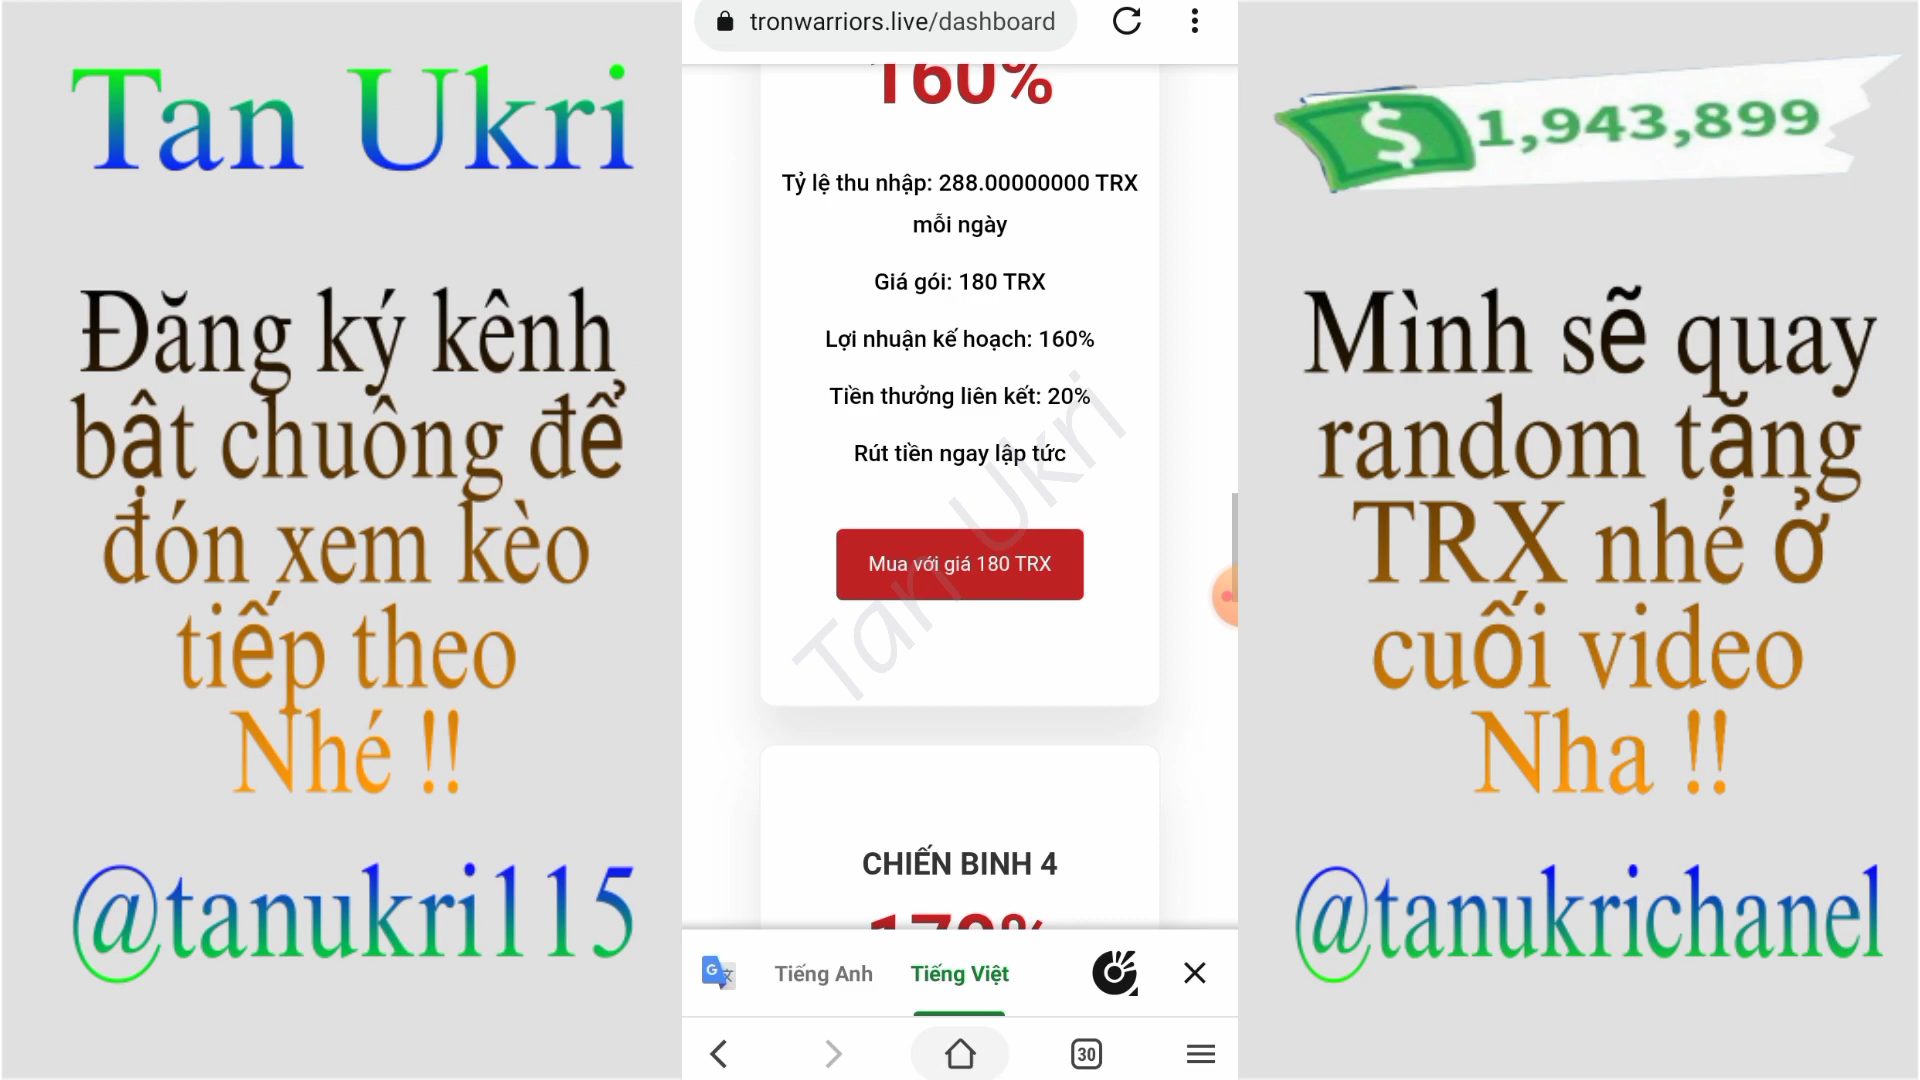 Tan Ukri
Đăng ký kênh
bật chuông để
đón xem kèo
tiếp theo
Nhé !!
@tanukri115
tronwarriors.live/dashboard
160%
Tỷ lệ thu nhập: 288.00000000 TRX
mỗi ngày
Giá gói: 180 TRX
Lợi nhuận kế hoạch: 160%
Tiền thưởng liên kết: 20%
Rút tiền ngay lập tức
Mua với giá 180 TRX
Tan Ukri
CHIẾN BINH 4
Tiếng Anh
Tiếng Việt
30
$ 1,943,899
Mình sẽ quay
random tặng
TRX nhé ở
cuối video
Nha !!
@tanukrichanel